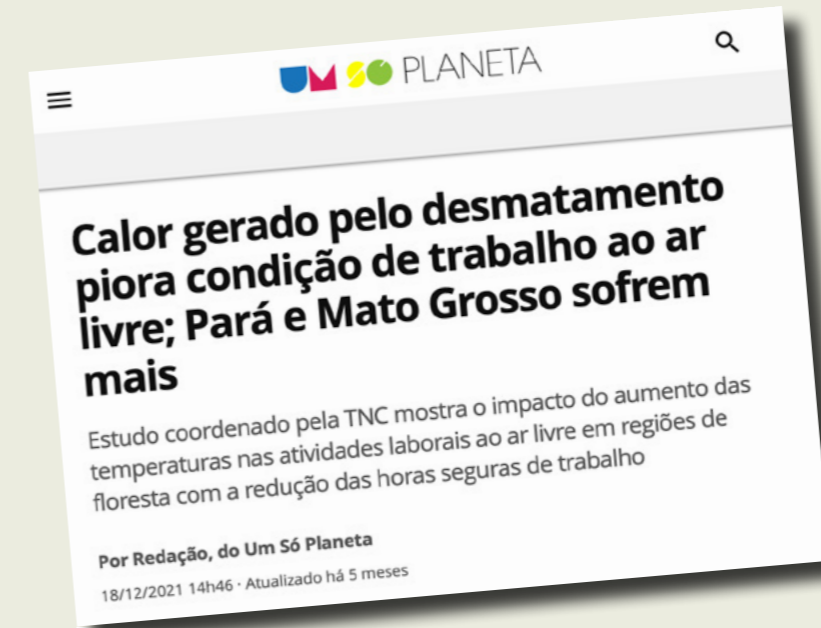 UM SÓ PLANETA
Calor gerado pelo desmatamento
piora condição de trabalho ao ar
livre; Pará e Mato Grosso sofrem
mais
Estudo coordenado pela TNC mostra o impacto do aumento das
temperaturas nas atividades laborais ao ar livre em regiões de
floresta com a redução das horas seguras de trabalho
Por Redação, do Um Só Planeta
18/12/2021 14h46 · Atualizado há 5 meses